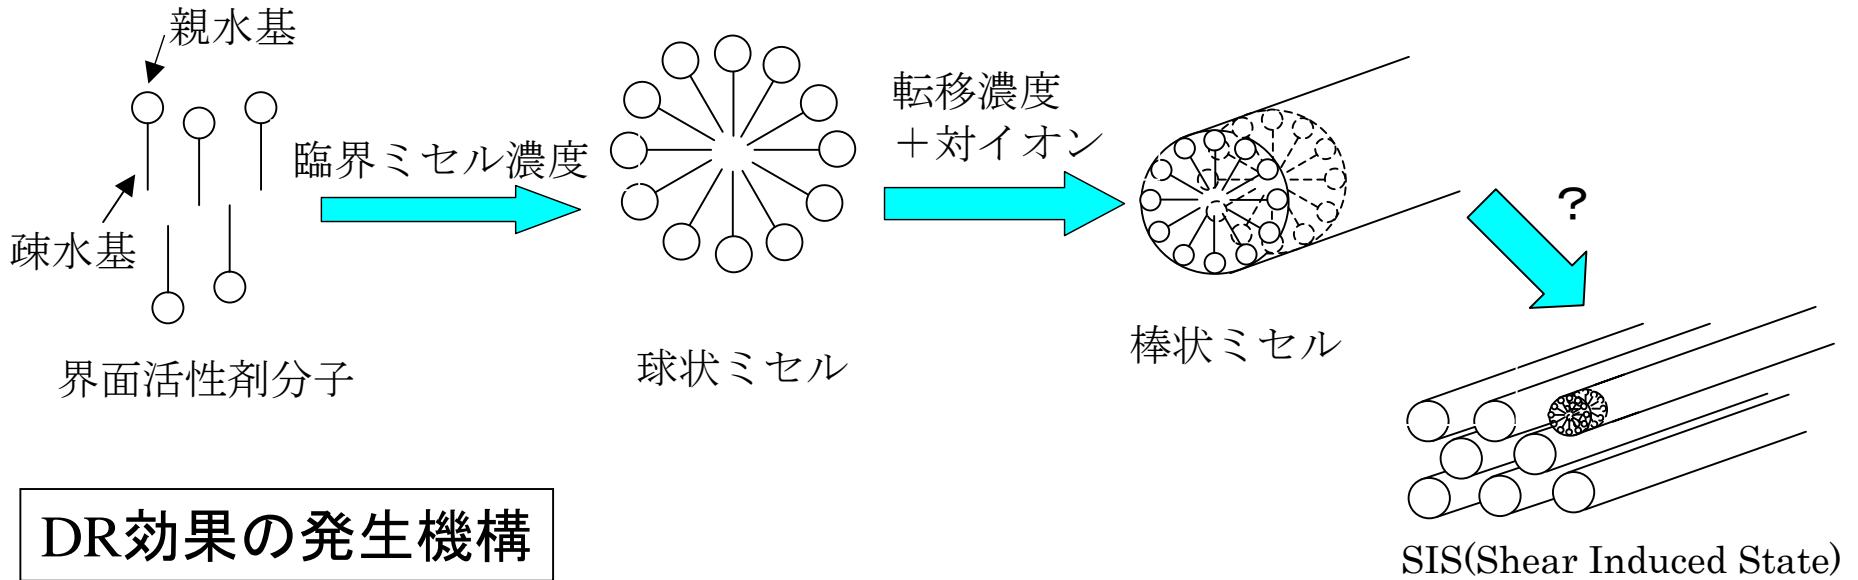 親水基
疎水基
界面活性剤分子
臨界ミセル濃度
球状ミセル
転移濃度
＋対イオン
棒状ミセル
？
SIS(Shear Induced State)
DR効果の発生機構